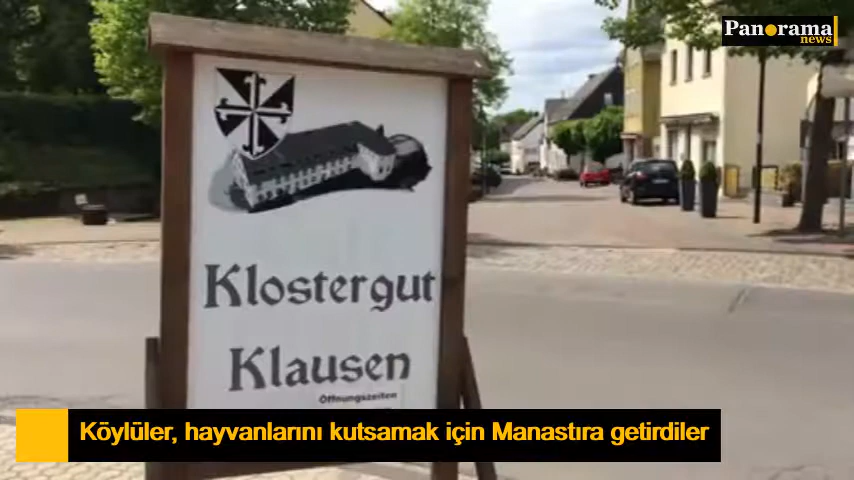 Panorama
news
Klostergut
Klausen
Öffnungszeiten
Köylüler, hayvanlarını kutsamak için Manastıra getirdiler